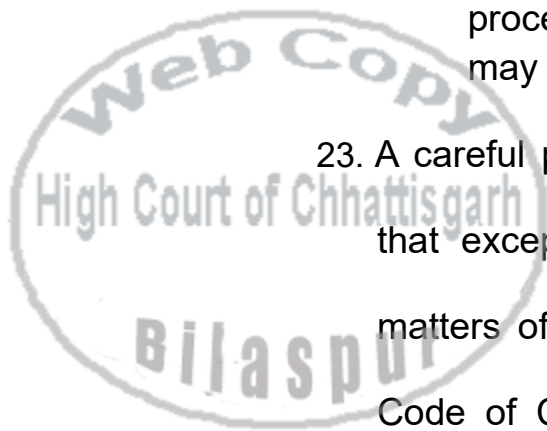 proce
may
Web Copy
23. A careful p
High Court of Chhattisgarh
that excep
matters of
Bilaspur
Code of C